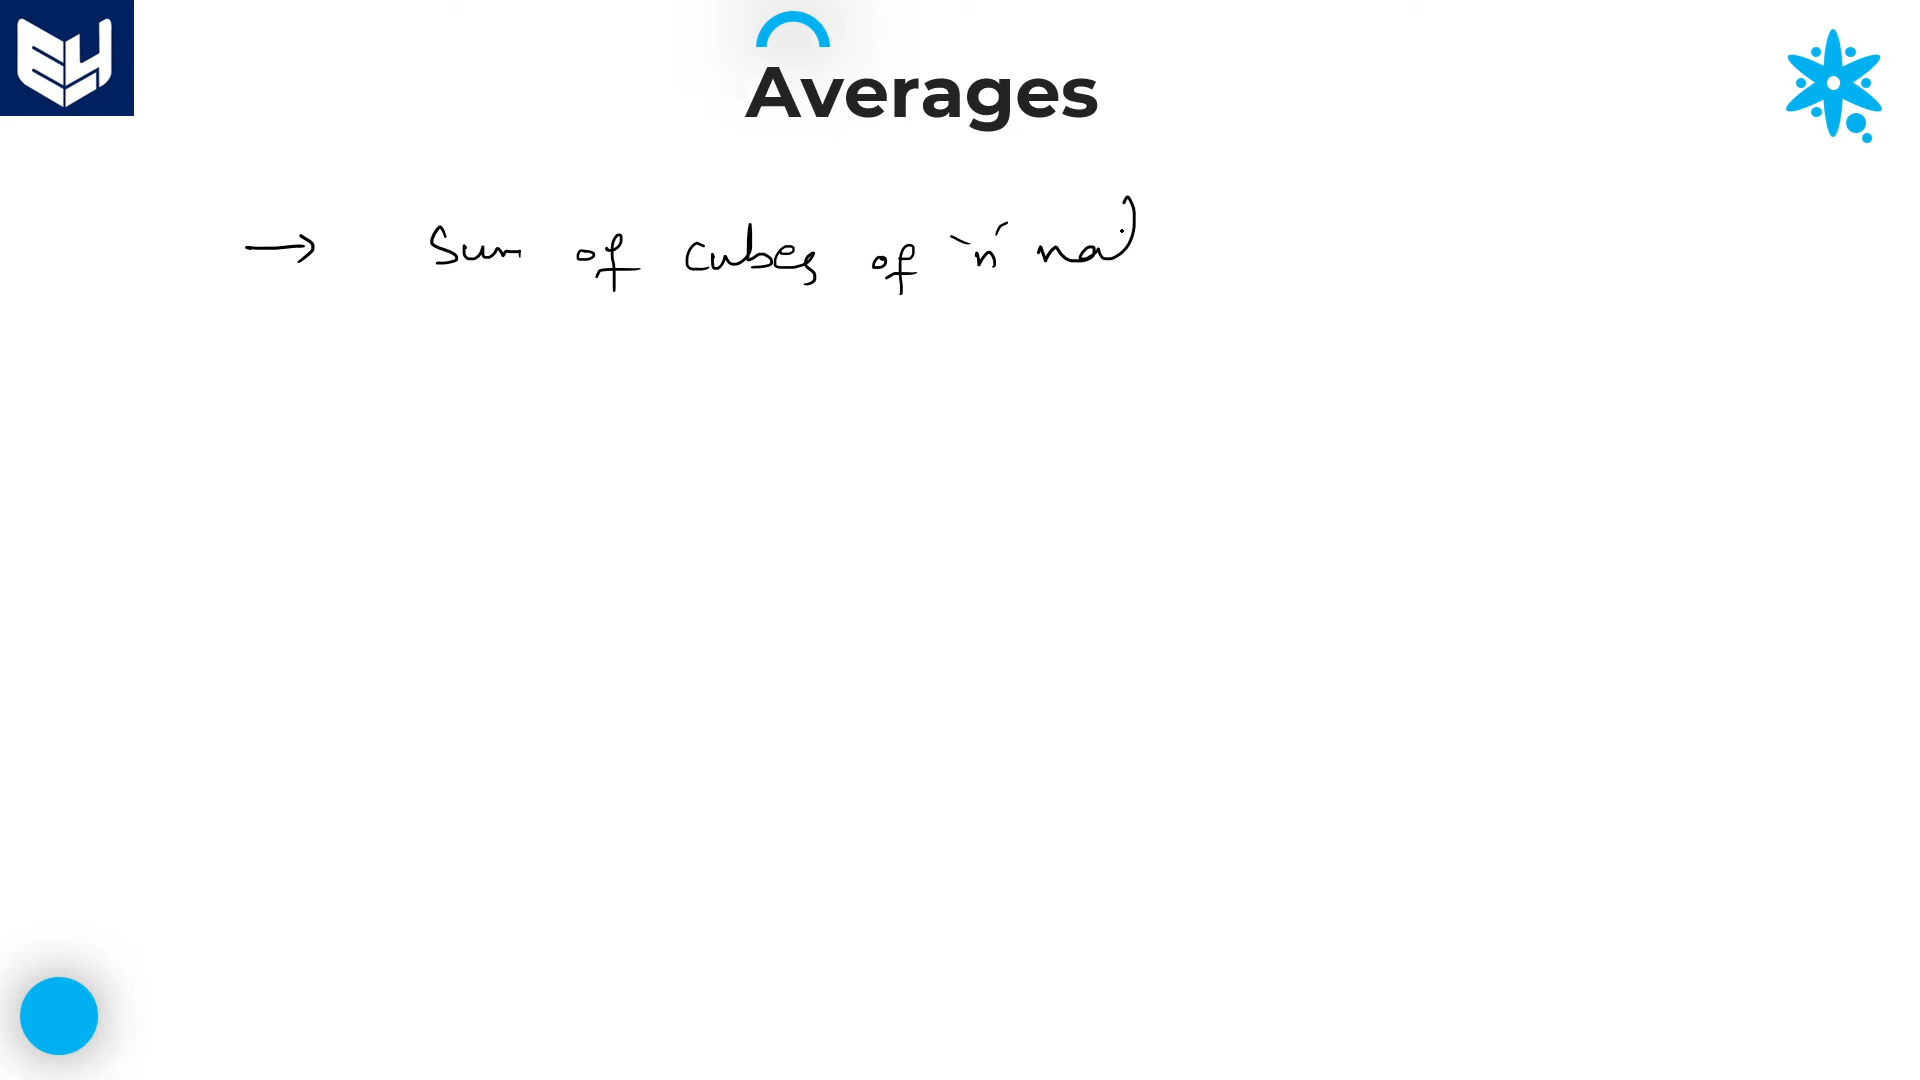 Averages
→ Sum of cubes of 'n' na